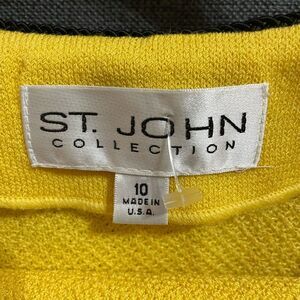 ST. JOHN
COLLECTION
10
MADE IN
U.S.A.